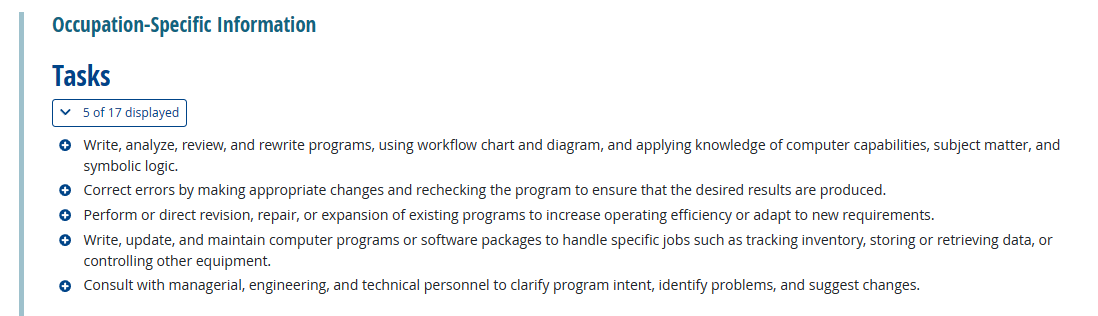 Occupation-Specific Information
Tasks
5 of 17 displayed
Write, analyze, review, and rewrite programs, using workflow chart and diagram, and applying knowledge of computer capabilities, subject matter, and
symbolic logic.
Correct errors by making appropriate changes and rechecking the program to ensure that the desired results are produced.
Perform or direct revision, repair, or expansion of existing programs to increase operating efficiency or adapt to new requirements.
Write, update, and maintain computer programs or software packages to handle specific jobs such as tracking inventory, storing or retrieving data, or
controlling other equipment.
Consult with managerial, engineering, and technical personnel to clarify program intent, identify problems, and suggest changes.